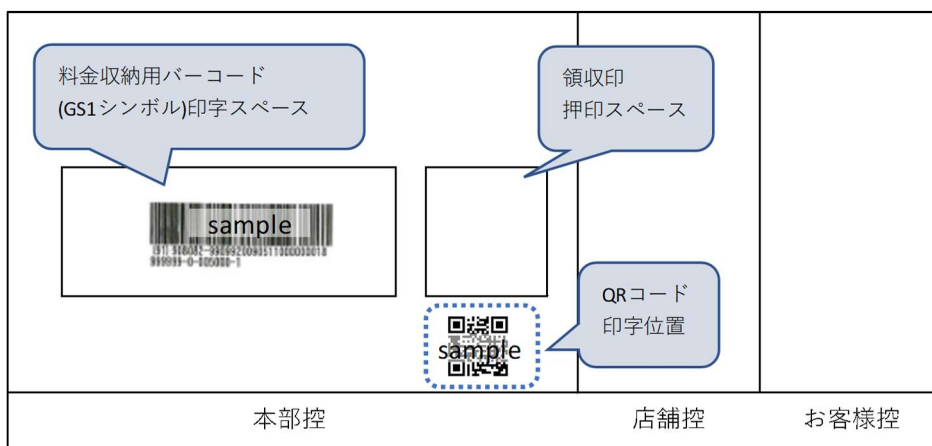 料金収納用バーコード
(GS1シンボル)印字スペース
領収印
押印スペース
sample
QRコード
印字位置
sample
本部控
店舗控
お客様控